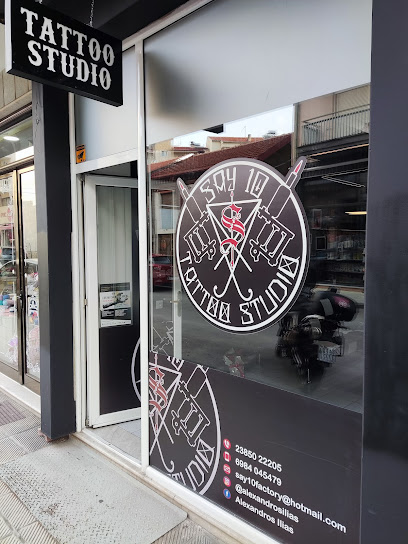 TATTOO
STUDIO
SAY 10
S
TATTOO STUDIO
S
23850 22205
6984 045479
say10factory@hotmail.com
@alexandrosilias
Alexandros Ilias